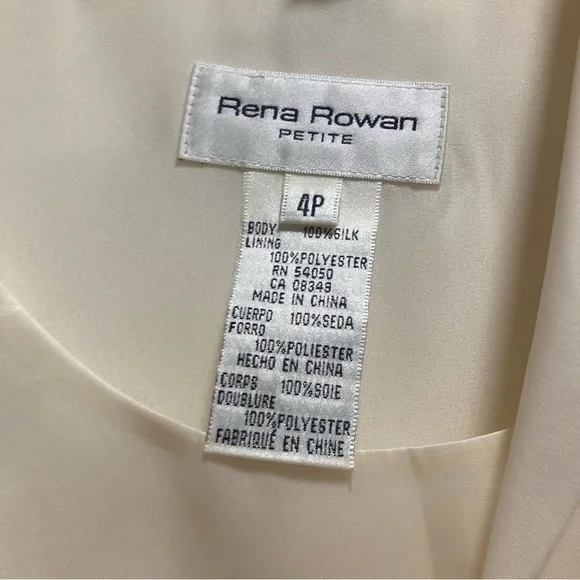 Rena Rowan
PETITE
4P
BODY 100%SILK
LINING
100%POLYESTER
RN 54050
CA 08348
MADE IN CHINA
CUERPO 100%SEDA
FORRO
100%POLIESTER
HECHO EN CHINA
CORPS 100%SOIE
DOUBLURE
100%POLYESTER
FABRIQUÉ EN CHINE